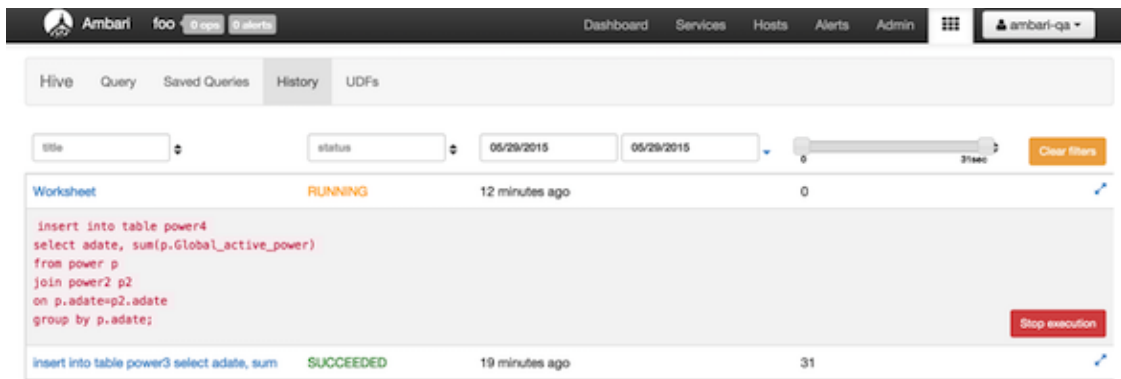 Ambari foo 0 ops 0 alerts Dashboard Services Hosts Alerts Admin ambari-qa
Hive Query Saved Queries History UDFs
title status 05/29/2015 05/29/2015 0 31sec Clear filters
Worksheet RUNNING 12 minutes ago 0
insert into table power4
select adate, sum(p.Global_active_power)
from power p
join power2 p2
on p.adate=p2.adate
group by p.adate;
Stop execution
insert into table power3 select adate, sum SUCCEEDED 19 minutes ago 31